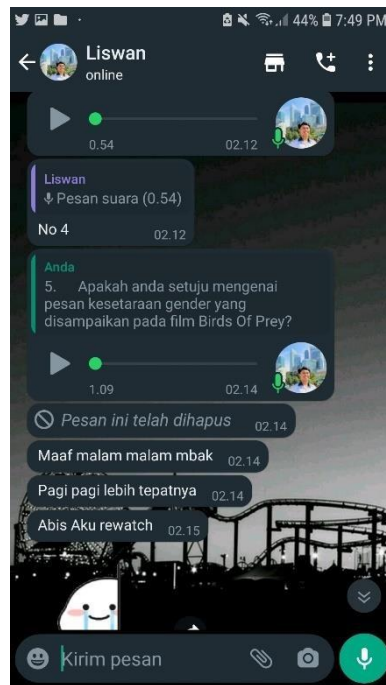 44% 7:49 PM
Liswan
online
0.54 02.12
Liswan
Pesan suara (0.54)
No 4 02.12
Anda
5. Apakah anda setuju mengenai
pesan kesetaraan gender yang
disampaikan pada film Birds Of Prey?
1.09 02.14
Pesan ini telah dihapus 02.14
Maaf malam malam mbak 02.14
Pagi pagi lebih tepatnya 02.14
Abis Aku rewatch 02.15
Kirim pesan